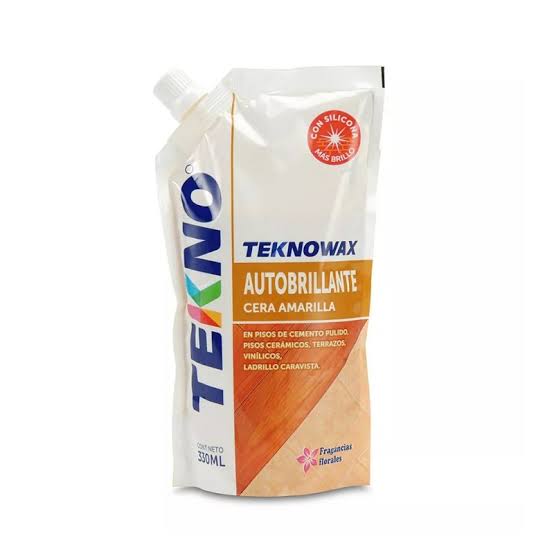 CON SILICONA
MÁS BRILLO
TEKNO
TEKNOWAX
AUTOBRILLANTE
CERA AMARILLA
EN PISOS DE CEMENTO PULIDO,
PISOS CERÁMICOS, TERRAZOS,
VINÍLICOS,
LADRILLO CARAVISTA.
CONT. NETO
330ML
Fragancias
florales